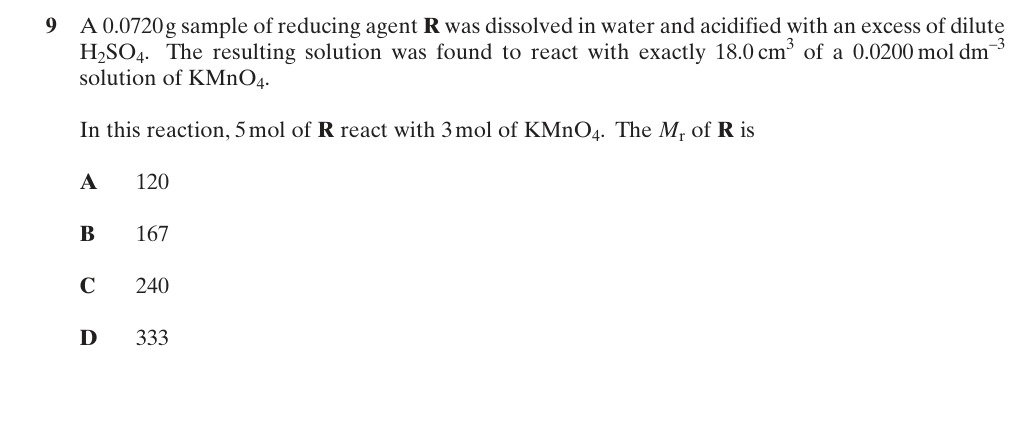 9 A 0.0720 g sample of reducing agent R was dissolved in water and acidified with an excess of dilute
H₂SO₄. The resulting solution was found to react with exactly 18.0 cm³ of a 0.0200 mol dm⁻³
solution of KMnO₄.
In this reaction, 5 mol of R react with 3 mol of KMnO₄. The Mᵣ of R is
A 120
B 167
C 240
D 333